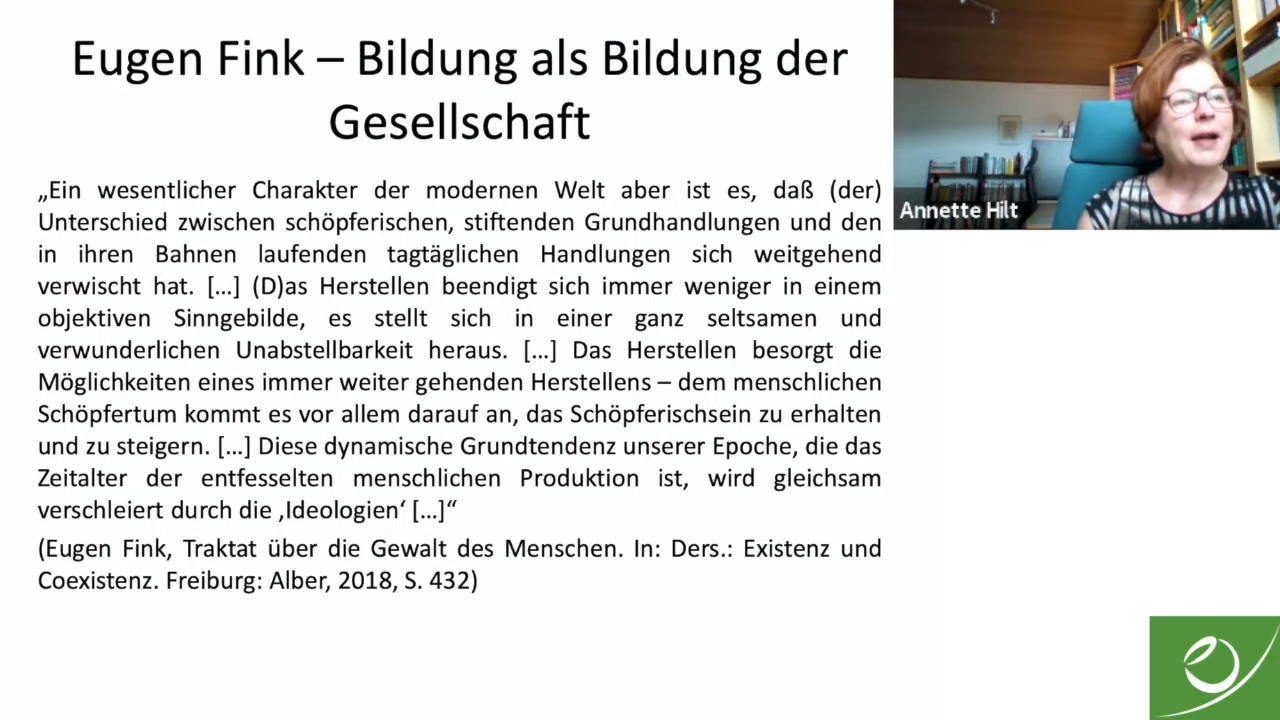 Eugen Fink – Bildung als Bildung der
Gesellschaft
„Ein wesentlicher Charakter der modernen Welt aber ist es, daß (der)
Unterschied zwischen schöpferischen, stiftenden Grundhandlungen und den
in ihren Bahnen laufenden tagtäglichen Handlungen sich weitgehend
verwischt hat. […] (D)as Herstellen beendigt sich immer weniger in einem
objektiven Sinngebilde, es stellt sich in einer ganz seltsamen und
verwunderlichen Unabstellbarkeit heraus. […] Das Herstellen besorgt die
Möglichkeiten eines immer weiter gehenden Herstellens – dem menschlichen
Schöpfertum kommt es vor allem darauf an, das Schöpferischsein zu erhalten
und zu steigern. […] Diese dynamische Grundtendenz unserer Epoche, die das
Zeitalter der entfesselten menschlichen Produktion ist, wird gleichsam
verschleiert durch die ‚Ideologien‘ […]“
(Eugen Fink, Traktat über die Gewalt des Menschen. In: Ders.: Existenz und
Coexistenz. Freiburg: Alber, 2018, S. 432)
Annette Hilt